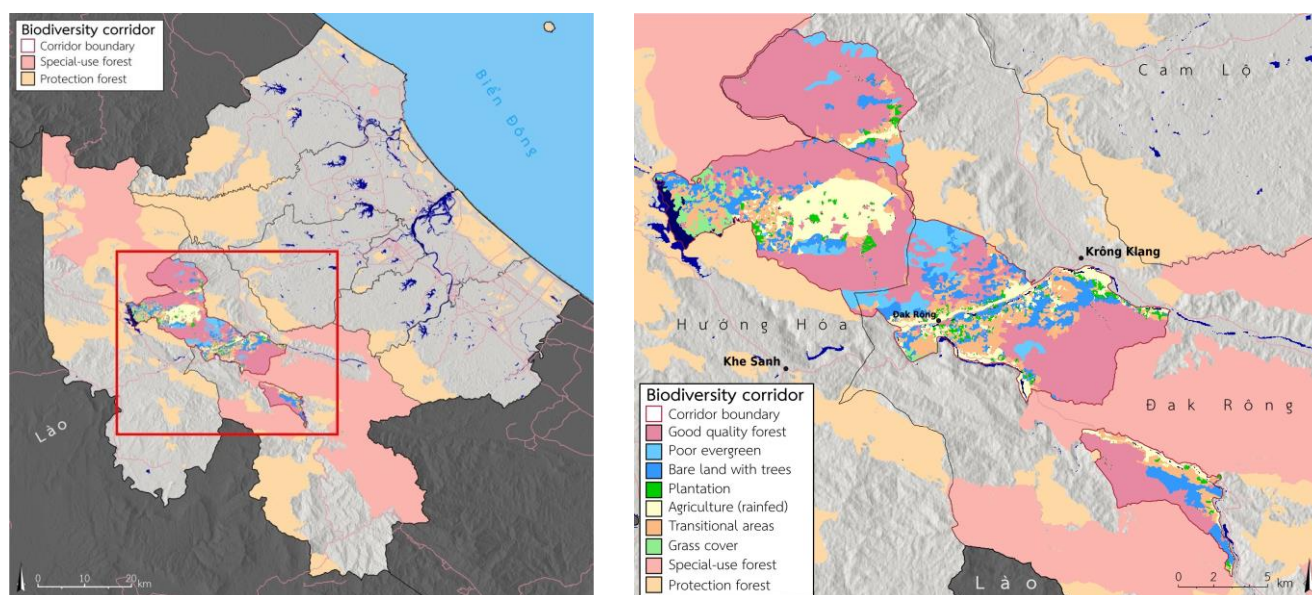 Biodiversity corridor
Corridor boundary
Special-use forest
Protection forest
Biển Đông
Lào
0 10 20 km
Cam Lộ
Krông Klang
Đak Rông
Hướng Hóa
Khe Sanh
Đak Rông
Lào
Biodiversity corridor
Corridor boundary
Good quality forest
Poor evergreen
Bare land with trees
Plantation
Agriculture (rainfed)
Transitional areas
Grass cover
Special-use forest
Protection forest
0 2 5 km